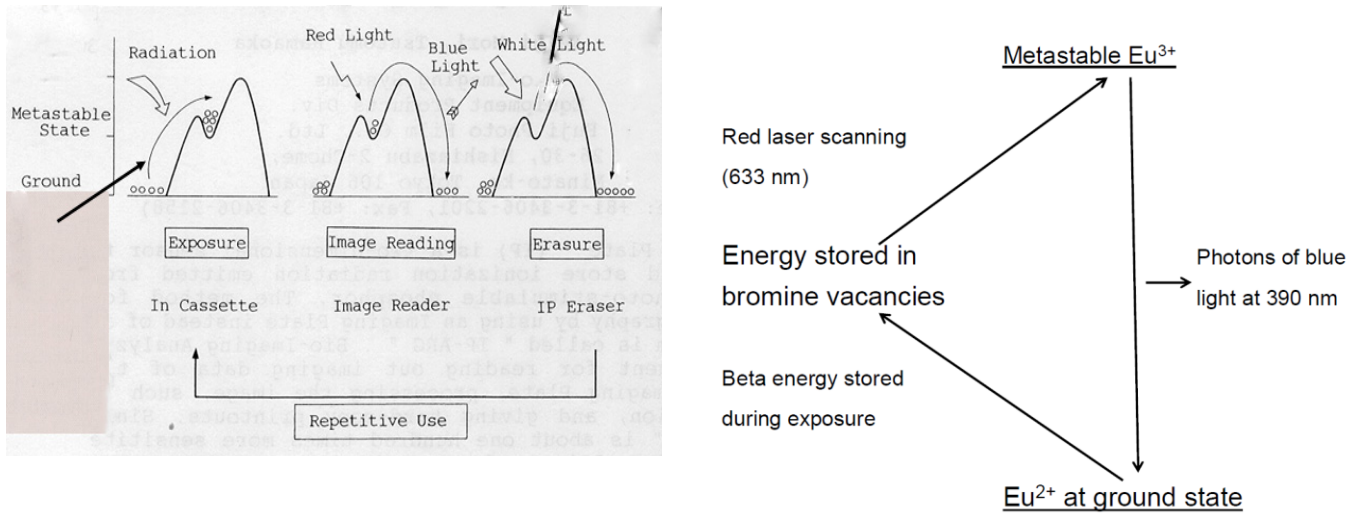 Radiation
Metastable
State
Ground
Exposure
In Cassette
Red Light
Blue
Light
Image Reading
Image Reader
White Light
Erasure
IP Eraser
Repetitive Use
Metastable Eu³⁺
Red laser scanning
(633 nm)
Energy stored in
bromine vacancies
Photons of blue
light at 390 nm
Beta energy stored
during exposure
Eu²⁺ at ground state